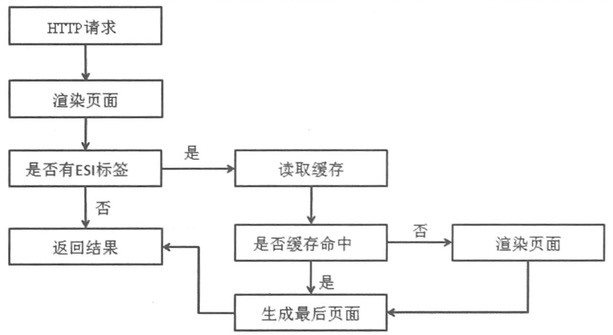 HTTP请求
渲染页面
是否有ESI标签
是
读取缓存
否
返回结果
是否缓存命中
否
渲染页面
是
生成最后页面